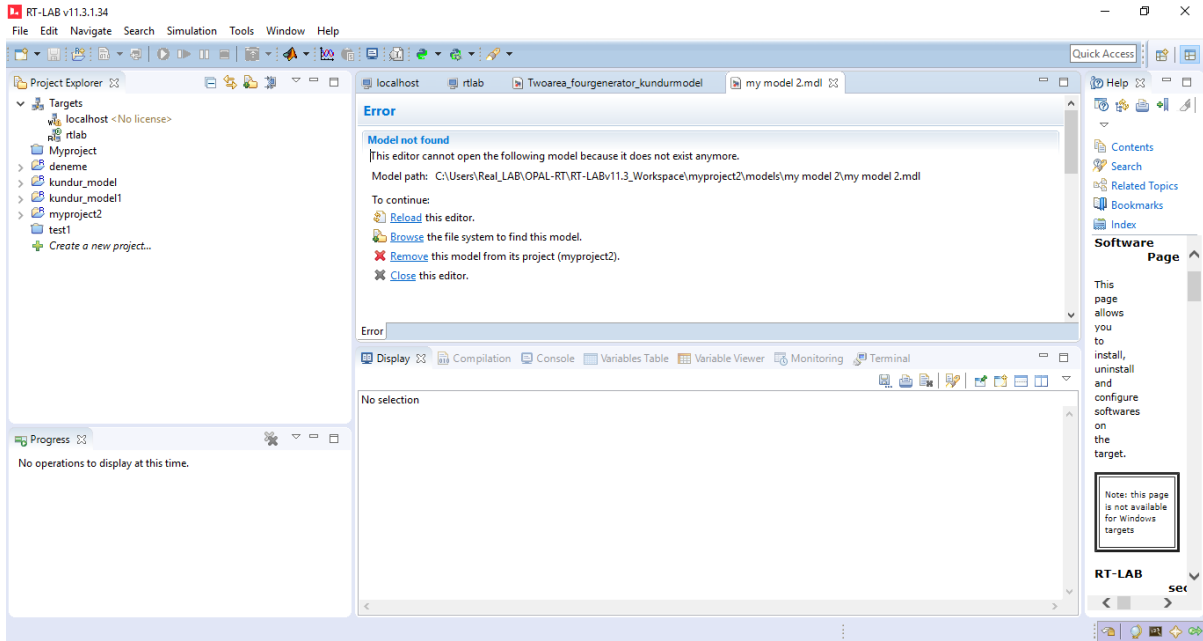 RT-LAB v11.3.1.34
File Edit Navigate Search Simulation Tools Window Help
Quick Access
Project Explorer
Targets
localhost <No license>
rtlab
Myproject
deneme
kundur_model
kundur_model1
myproject2
test1
Create a new project...
Progress
No operations to display at this time.
localhost rtlab Twoarea_fourgenerator_kundurmodel my model 2.mdl
Error
Model not found
This editor cannot open the following model because it does not exist anymore.
Model path: C:\Users\Real_LAB\OPAL-RT\RT-LABv11.3_Workspace\myproject2\models\my model 2\my model 2.mdl
To continue:
Reload this editor.
Browse the file system to find this model.
Remove this model from its project (myproject2).
Close this editor.
Error
Display Compilation Console Variables Table Variable Viewer Monitoring Terminal
No selection
Help
Contents
Search
Related Topics
Bookmarks
Index
Software
Page
This
page
allows
you
to
install,
uninstall
and
configure
softwares
on
the
target.
Note: this page
is not available
for Windows
targets
RT-LAB
sec